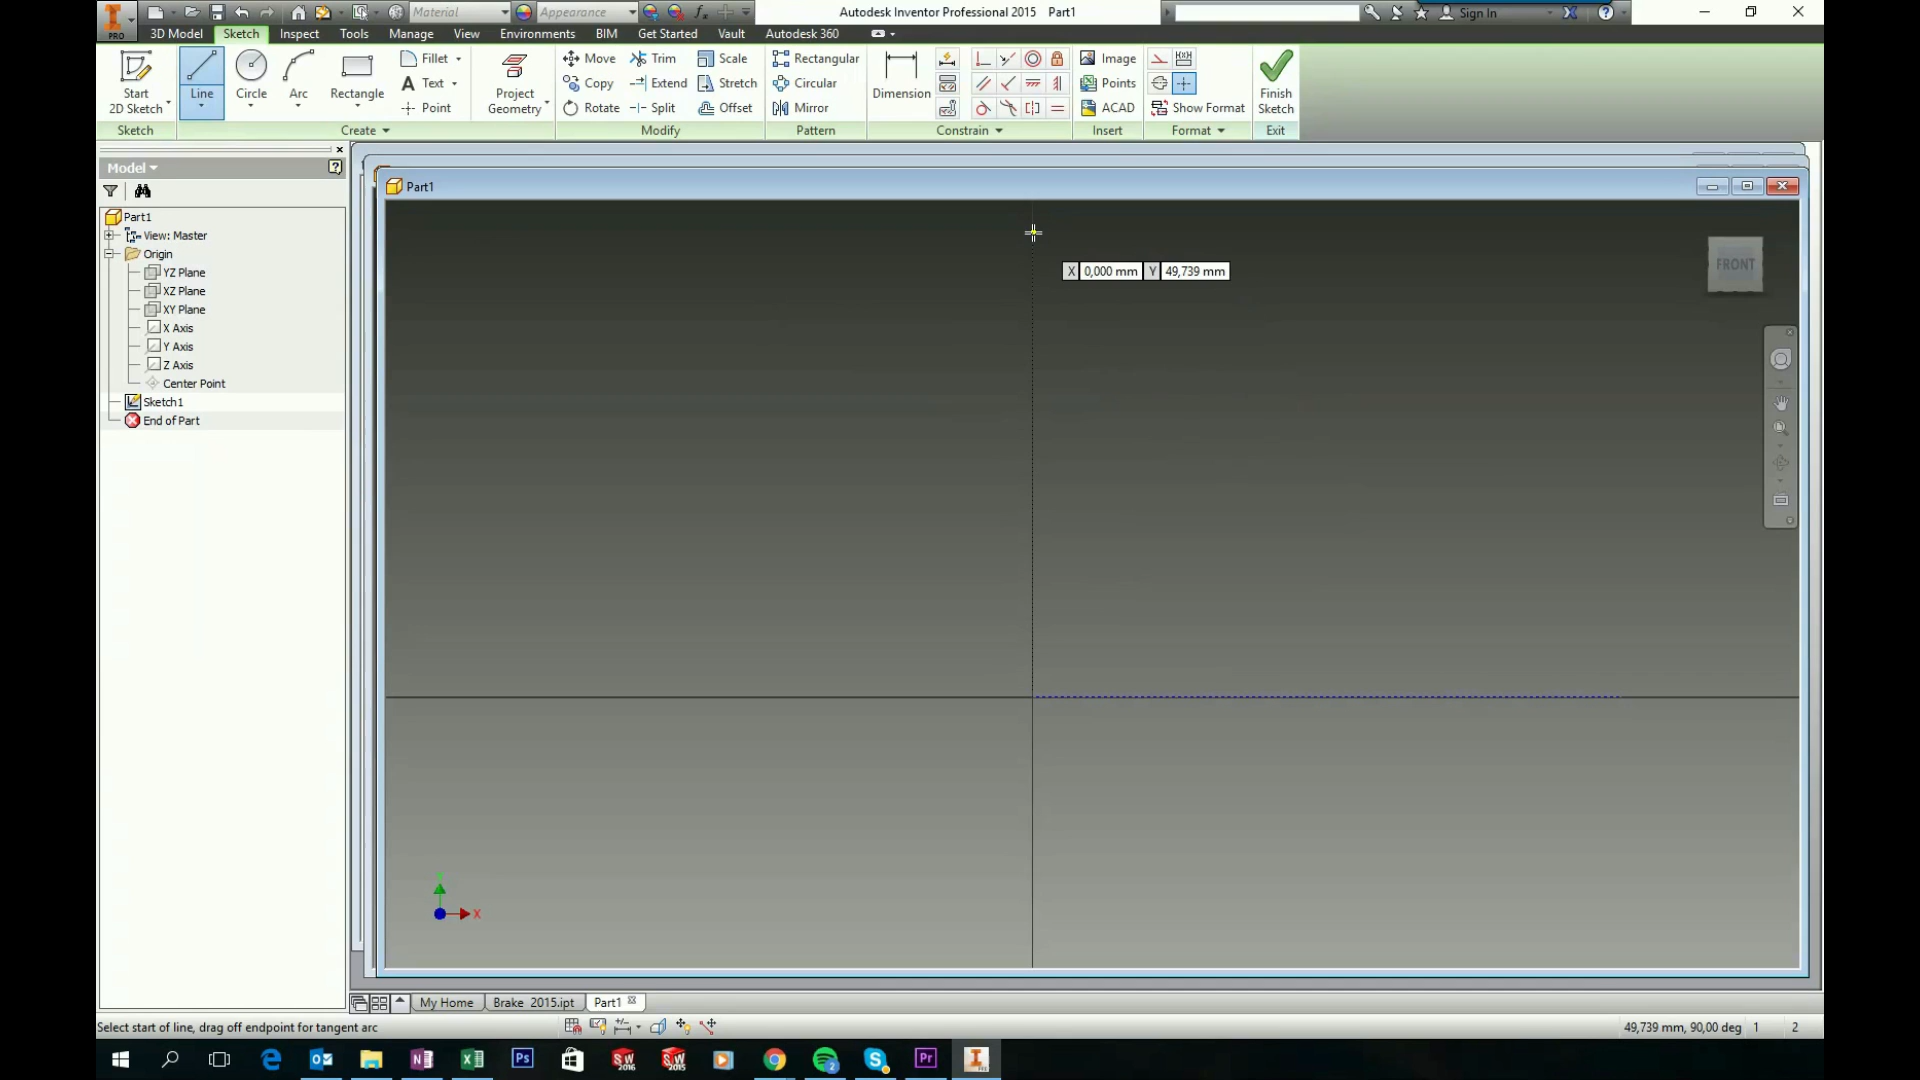 Material
Appearance
Autodesk Inventor Professional 2015 Part1
Sign In
PRO
3D Model
Sketch
Inspect
Tools
Manage
View
Environments
BIM
Get Started
Vault
Autodesk 360
Start
2D Sketch
Line
Circle
Arc
Rectangle
Fillet
Text
Point
Project
Geometry
Move
Copy
Rotate
Trim
Extend
Split
Scale
Stretch
Offset
Rectangular
Circular
Mirror
Dimension
Image
Points
ACAD
Show Format
Finish
Sketch
Sketch
Create
Modify
Pattern
Constrain
Insert
Format
Exit
Model
Part1
View: Master
Origin
YZ Plane
XZ Plane
XY Plane
X Axis
Y Axis
Z Axis
Center Point
Sketch1
End of Part
Part1
X 0,000 mm Y 49,739 mm
FRONT
X
My Home
Brake_2015.ipt
Part1
Select start of line, drag off endpoint for tangent arc
49,739 mm, 90,00 deg 1 2